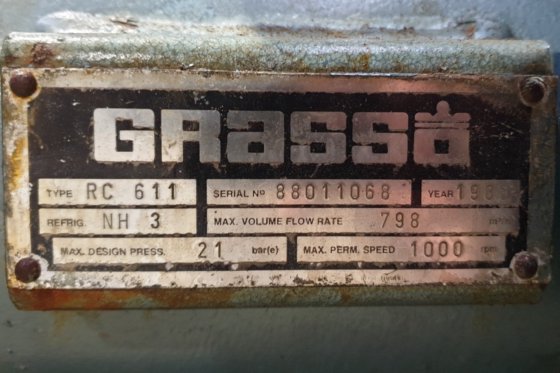 GRASSO
TYPE RC 611 SERIAL Nº 88011068 YEAR
REFRIG. NH 3 MAX. VOLUME FLOW RATE 798
MAX. DESIGN PRESS. 21 bar(e) MAX. PERM. SPEED 1000 rpm